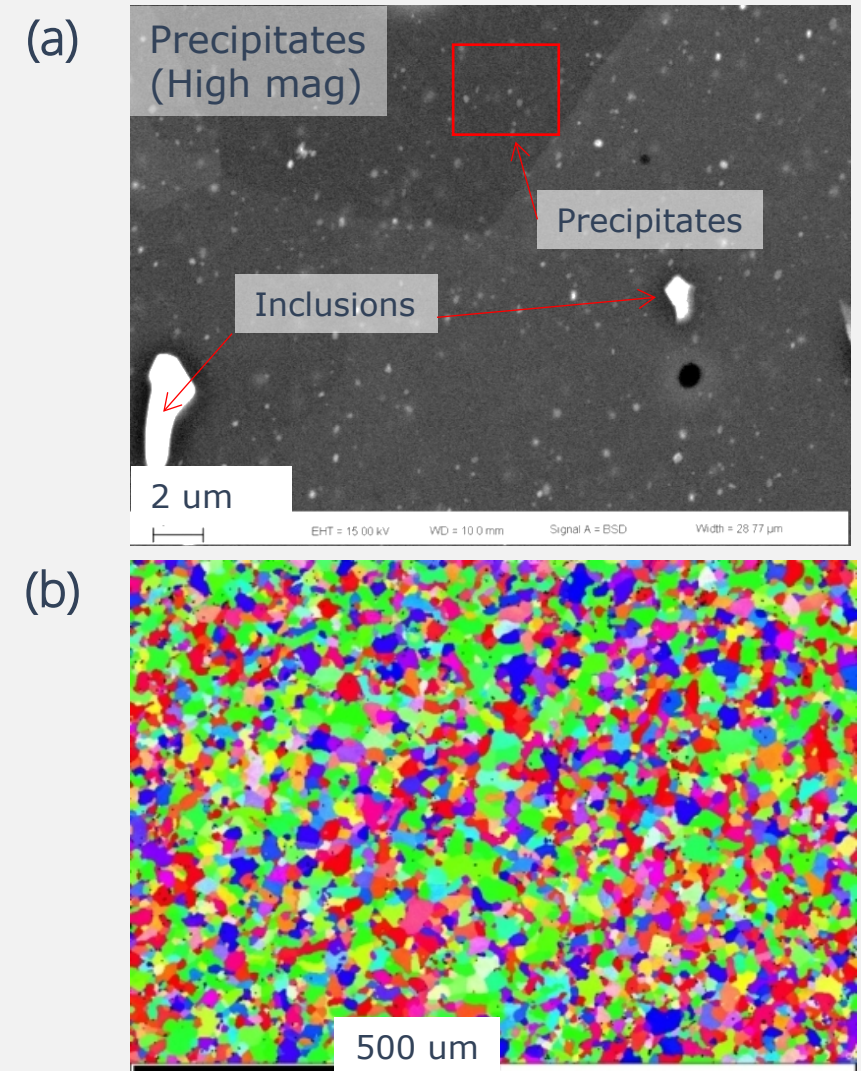 (a)
Precipitates
(High mag)
Precipitates
Inclusions
2 um
EHT = 15.00 kV WD = 10.0 mm Signal A = BSD Width = 28.77 µm
(b)
500 um